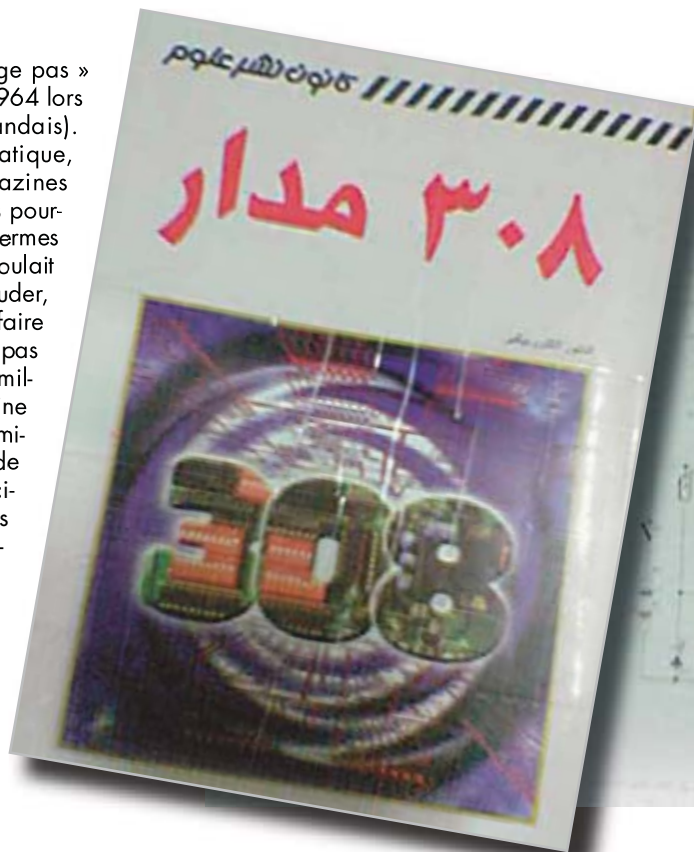 ge pas »
964 lors
ndais).
atique,
azines
s pour-
ermes
oulait
uder,
faire
pas
mil-
ne
mi-
de
ci-
s
-
کانون نشر علوم
۳۰۸ مدار
308